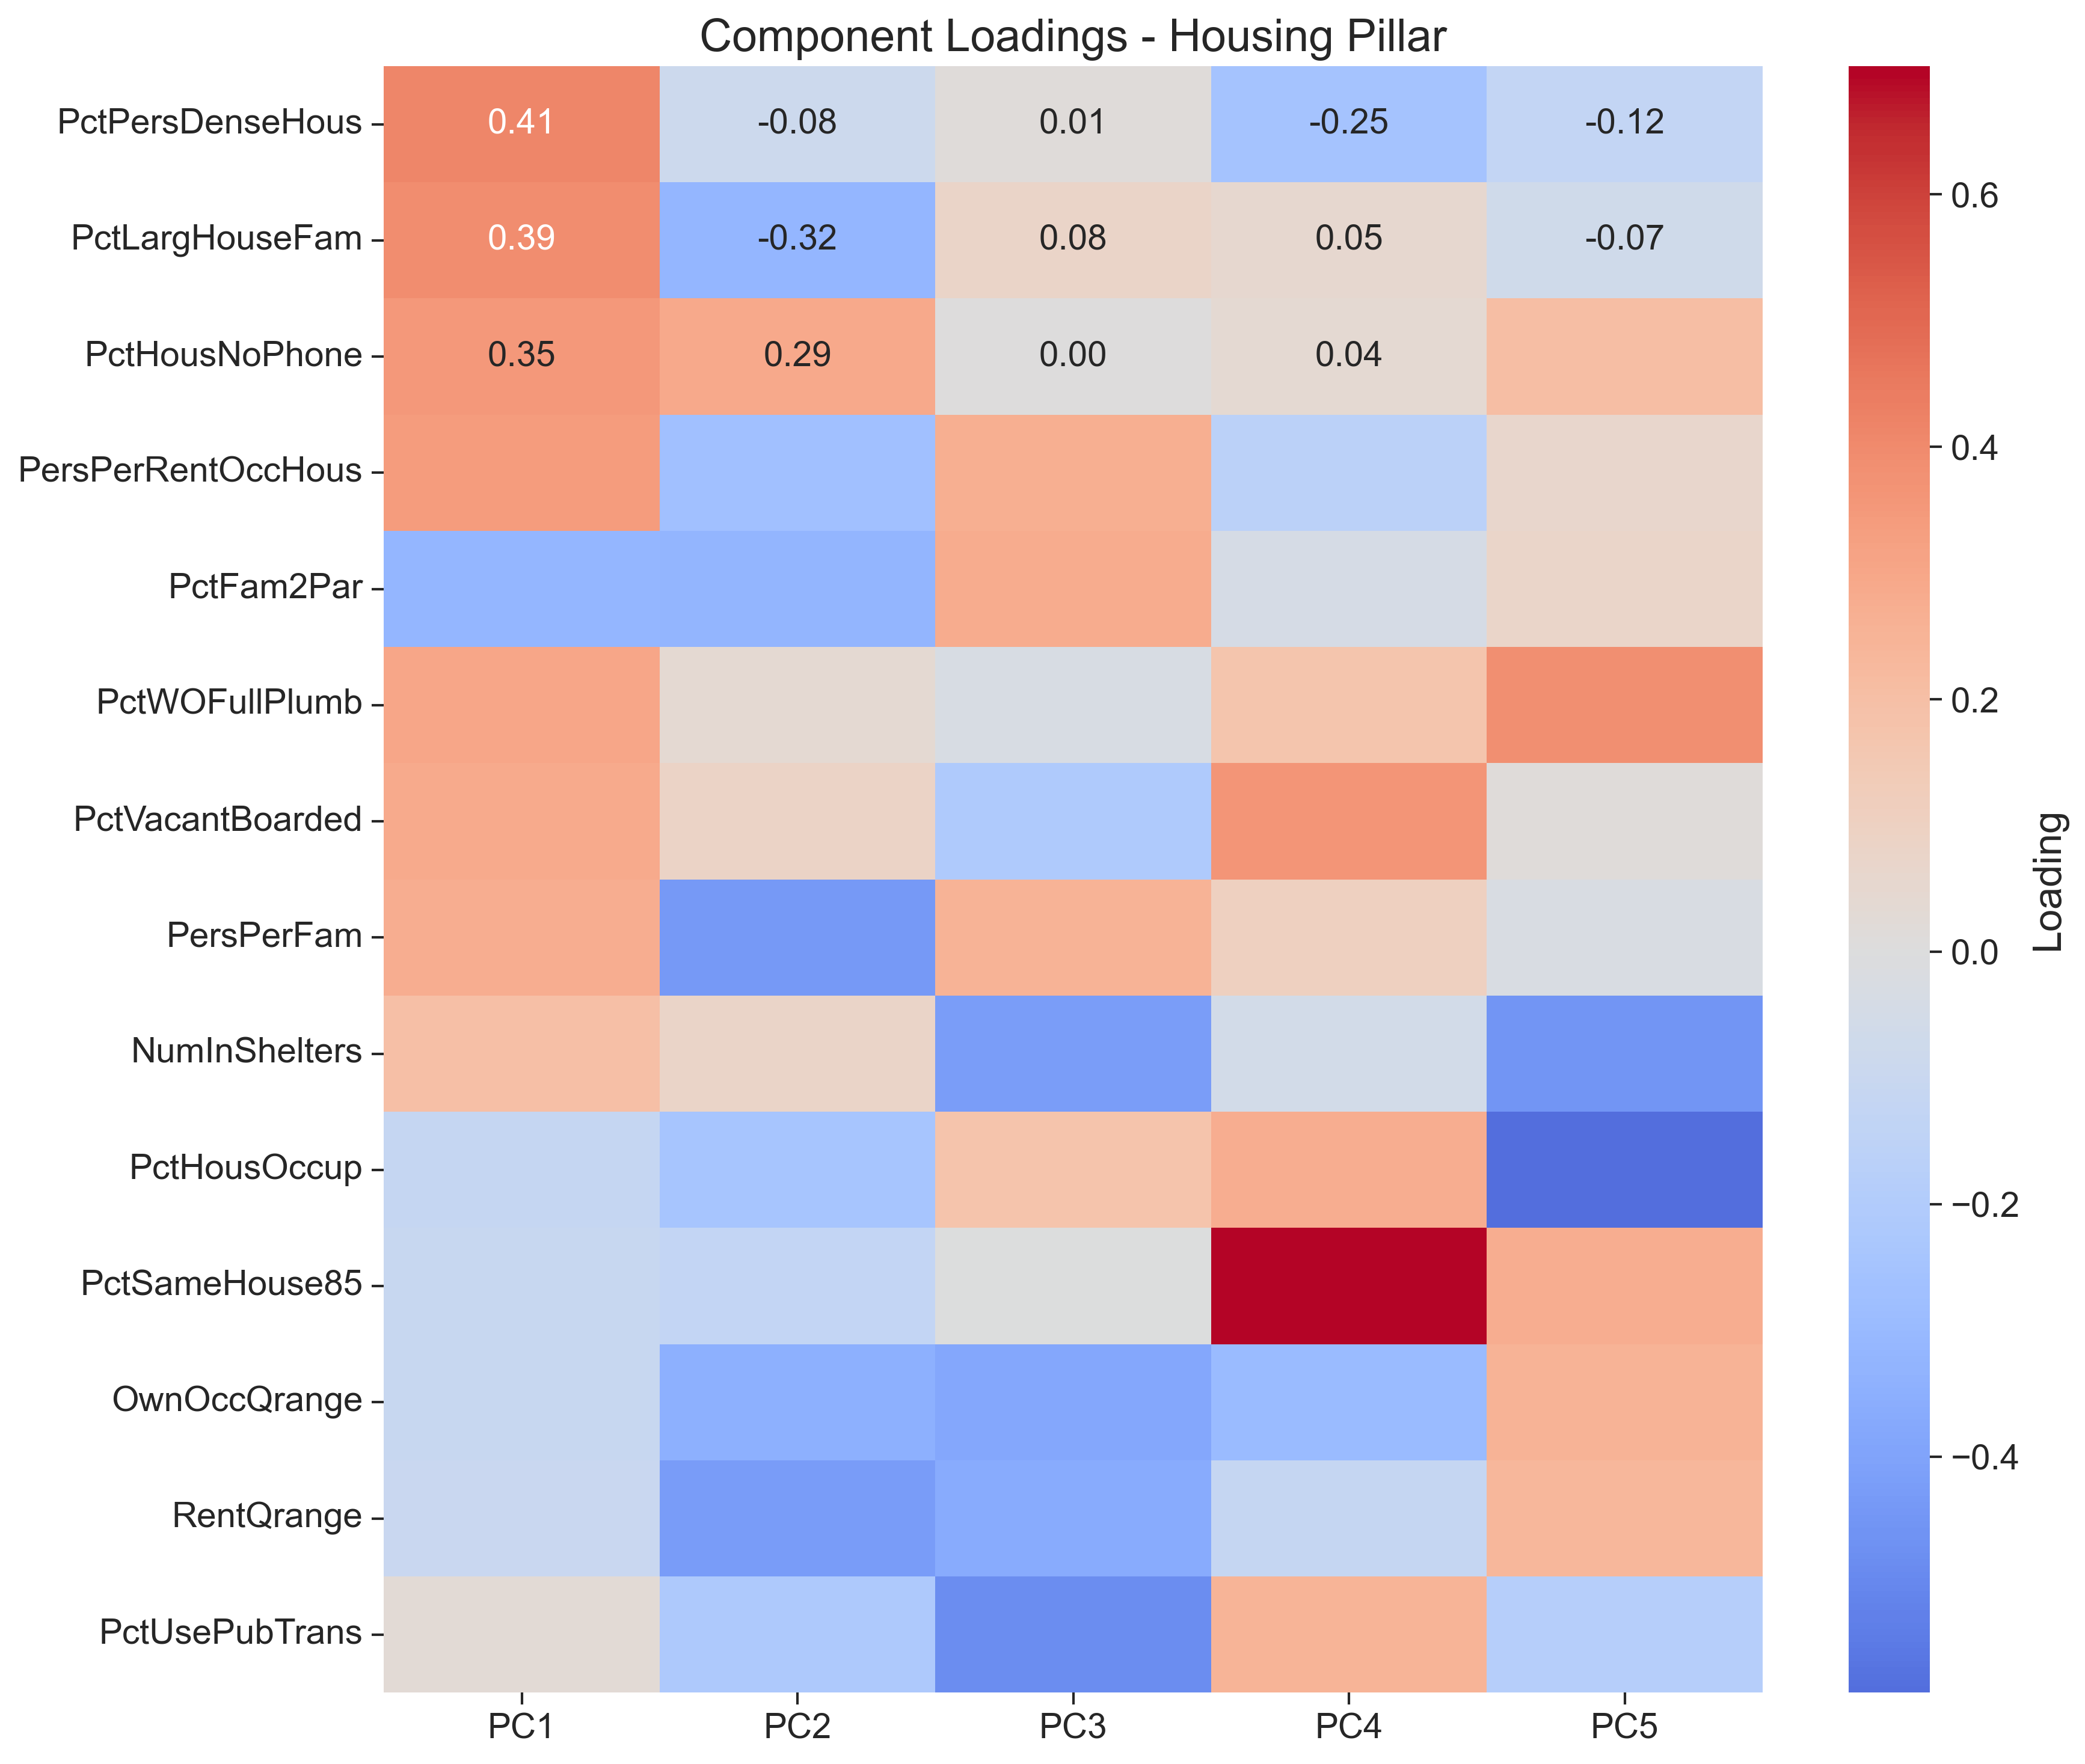 Component Loadings - Housing Pillar
PctPersDenseHous 0.41 -0.08 0.01 -0.25 -0.12
PctLargHouseFam 0.39 -0.32 0.08 0.05 -0.07
PctHousNoPhone 0.35 0.29 0.00 0.04
PersPerRentOccHous
PctFam2Par
PctWOFullPlumb
PctVacantBoarded
PersPerFam
NumInShelters
PctHousOccup
PctSameHouse85
OwnOccQrange
RentQrange
PctUsePubTrans
PC1 PC2 PC3 PC4 PC5
0.6
0.4
0.2
0.0
−0.2
−0.4
Loading